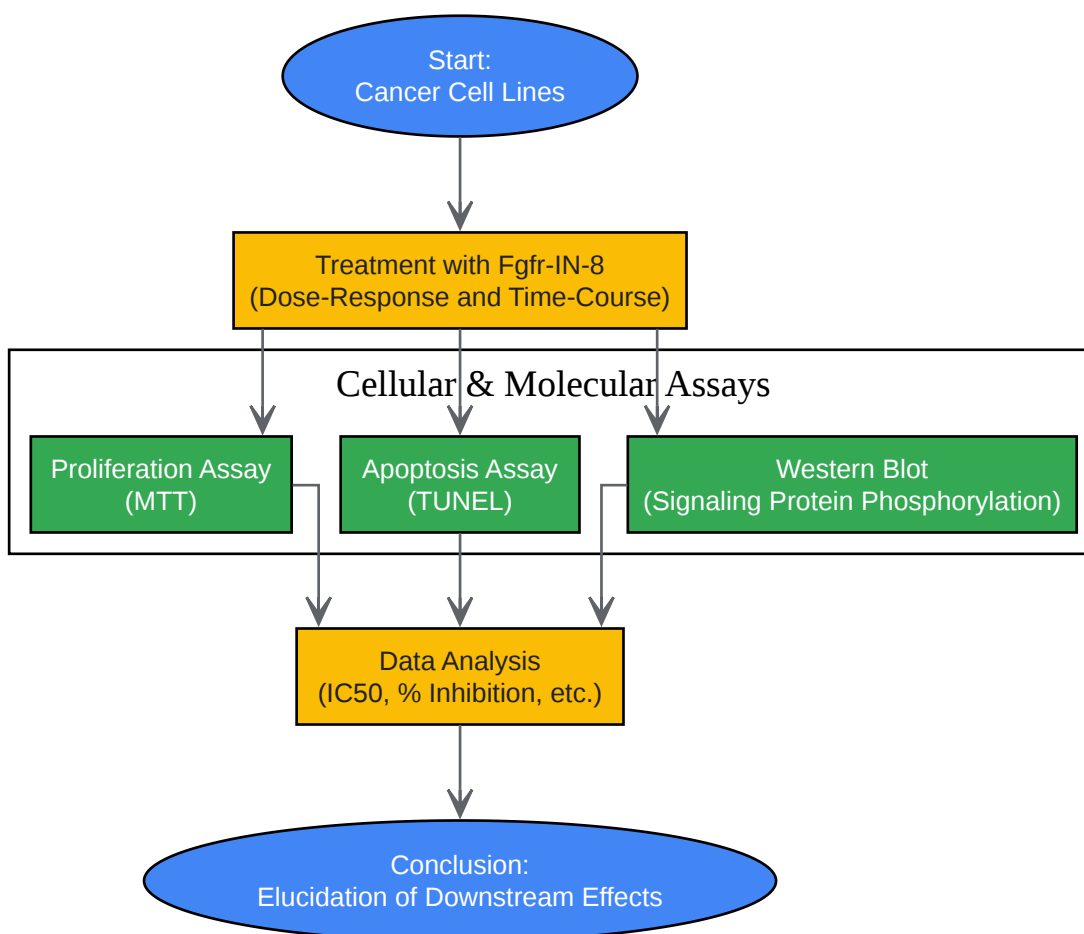 Start:
Cancer Cell Lines
Treatment with Fgfr-IN-8
(Dose-Response and Time-Course)
Cellular & Molecular Assays
Proliferation Assay
(MTT)
Apoptosis Assay
(TUNEL)
Western Blot
(Signaling Protein Phosphorylation)
Data Analysis
(IC50, % Inhibition, etc.)
Conclusion:
Elucidation of Downstream Effects